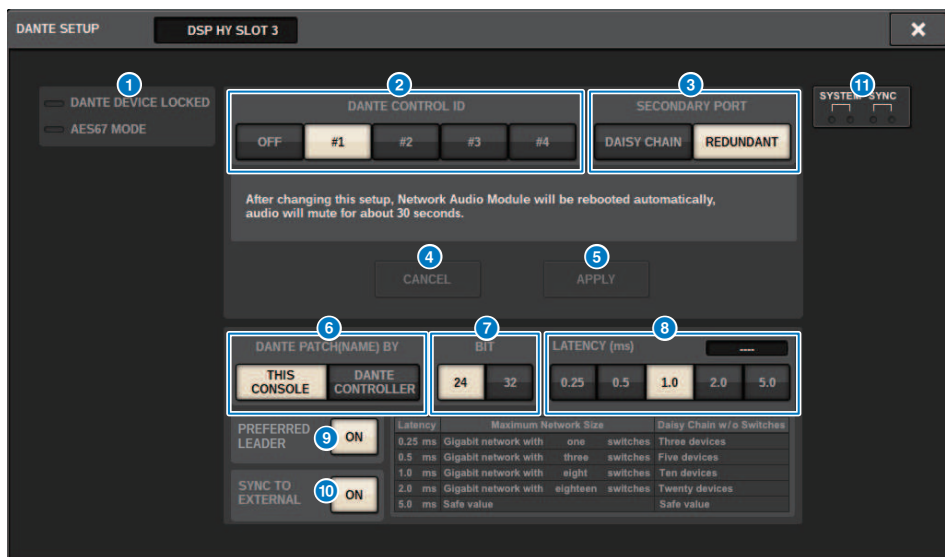 DANTE SETUP
DSP HY SLOT 3
1
DANTE DEVICE LOCKED
AES67 MODE
2
DANTE CONTROL ID
OFF #1 #2 #3 #4
3
SECONDARY PORT
DAISY CHAIN REDUNDANT
11
SYSTEM SYNC
After changing this setup, Network Audio Module will be rebooted automatically,
audio will mute for about 30 seconds.
4
CANCEL
5
APPLY
6
DANTE PATCH(NAME) BY
THIS
CONSOLE
DANTE
CONTROLLER
7
BIT
24 32
8
LATENCY (ms) ----
0.25 0.5 1.0 2.0 5.0
PREFERRED
LEADER
9
ON
SYNC TO
EXTERNAL
10
ON
Latency Maximum Network Size Daisy Chain w/o Switches
0.25 ms Gigabit network with one switches Three devices
0.5 ms Gigabit network with three switches Five devices
1.0 ms Gigabit network with eight switches Ten devices
2.0 ms Gigabit network with eighteen switches Twenty devices
5.0 ms Safe value Safe value